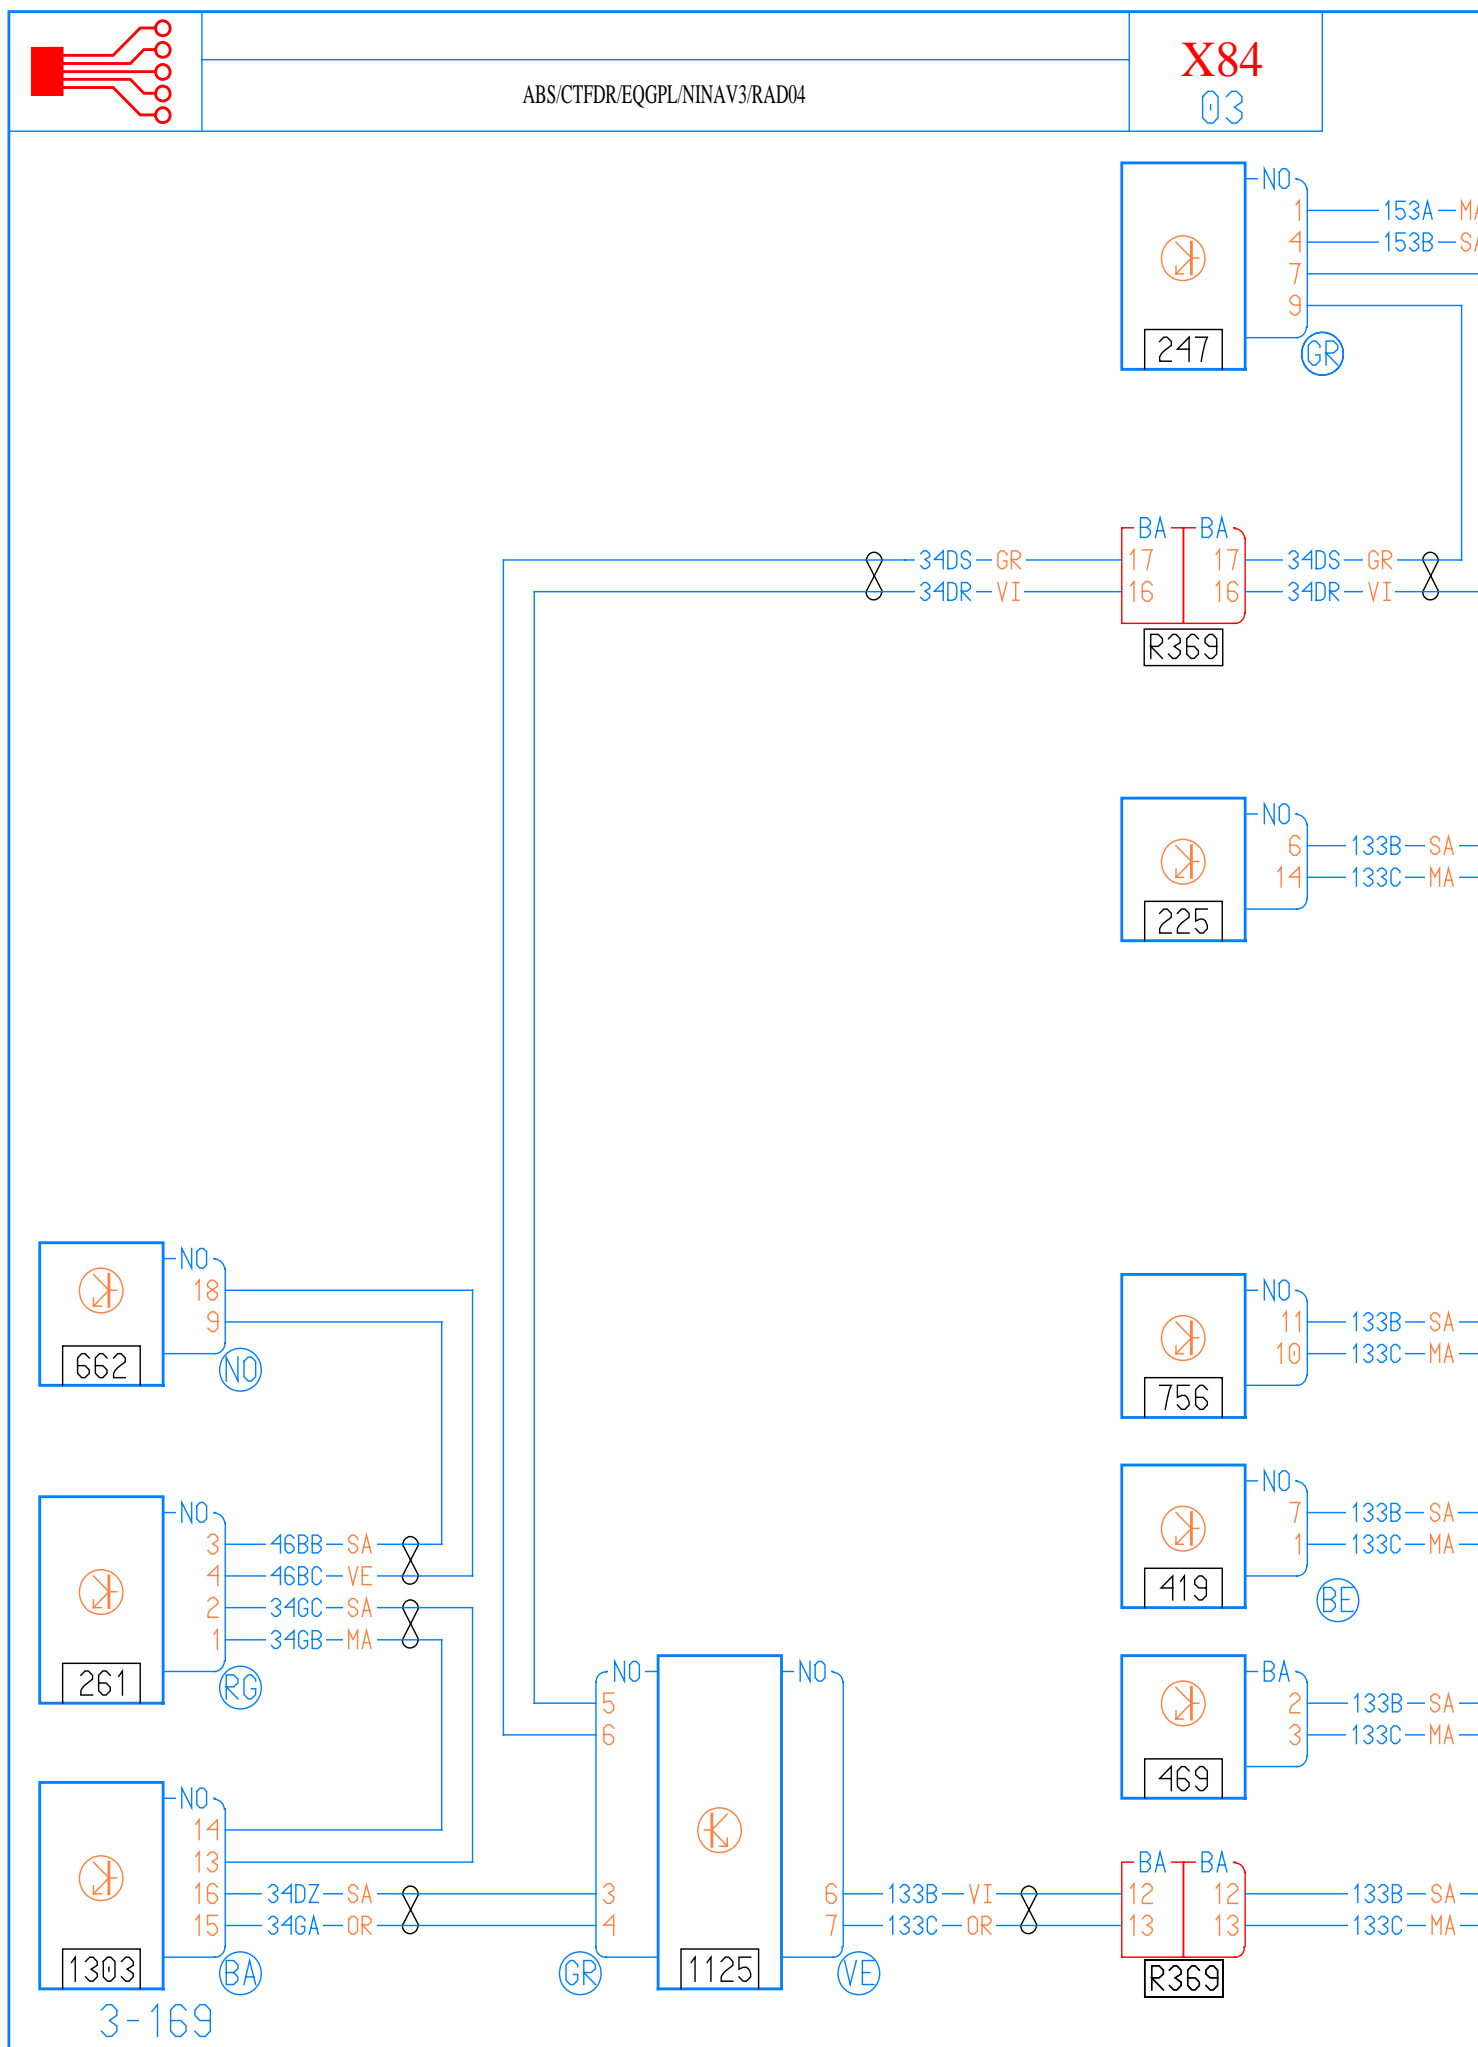 X84
ABS/CTFDR/EQGPL/NINAV3/RAD04
03
NO
1 153A MA
4 153B SA
7
9
247
GR
BA BA
34DS GR 17 17 34DS GR
34DR VI 16 16 34DR VI
R369
NO
6 133B SA
14 133C MA
225
NO
18
9
662
NO
NO
11 133B SA
10 133C MA
756
NO
7 133B SA
1 133C MA
419
BE
NO
3 46BB SA
4 46BC VE
2 34GC SA
1 34GB MA
261
RG
NO NO
5
6
BA
2 133B SA
3 133C MA
469
NO
14
13
16 34DZ SA 3
15 34GA OR 4
1303
BA
GR
1125
6 133B VI
7 133C OR
VE
BA BA
12 12 133B SA
13 13 133C MA
R369
3-169